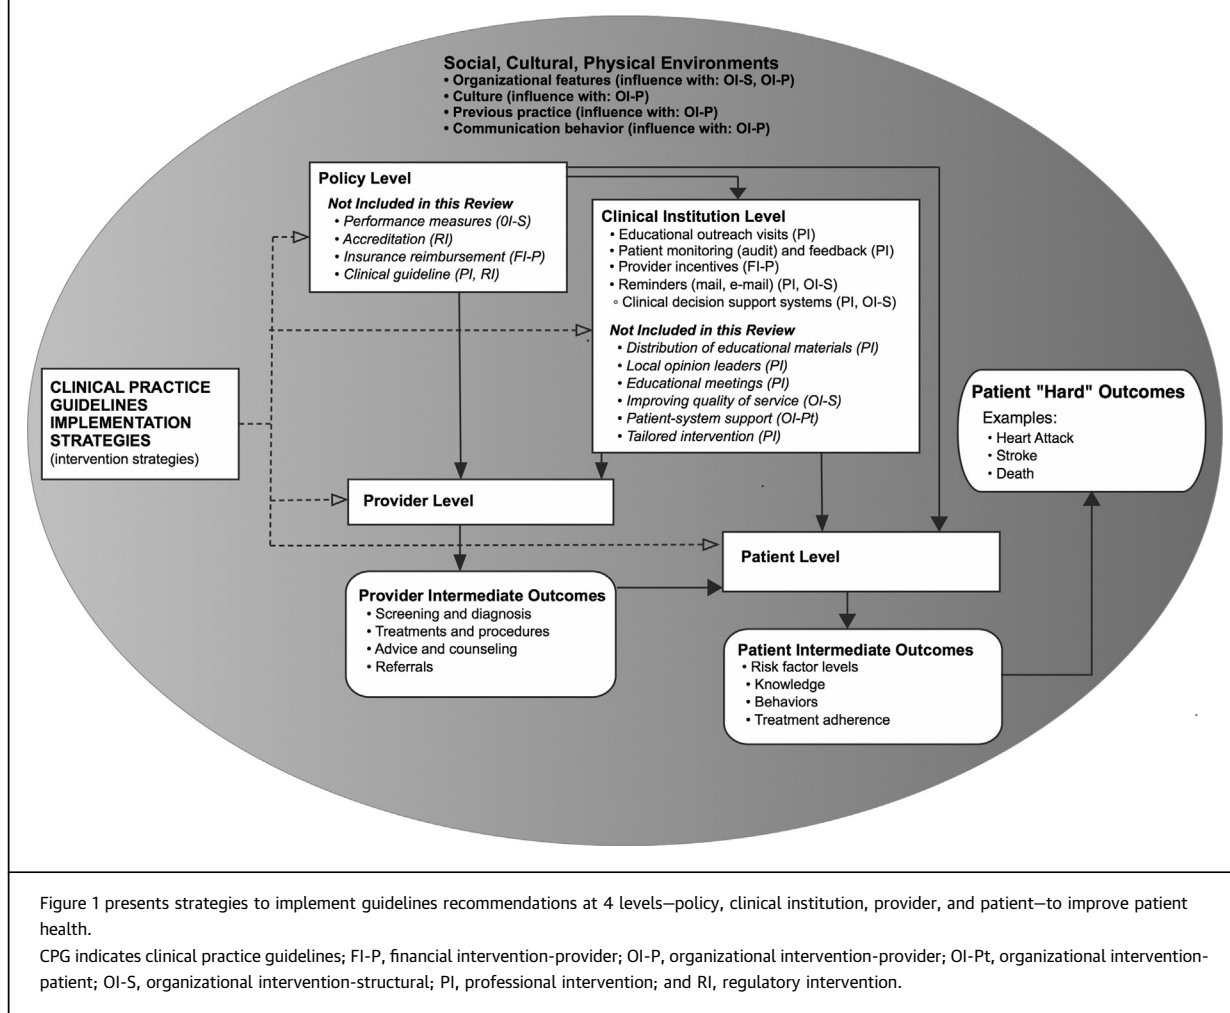 Social, Cultural, Physical Environments
• Organizational features (influence with: OI-S, OI-P)
• Culture (influence with: OI-P)
• Previous practice (influence with: OI-P)
• Communication behavior (influence with: OI-P)
Policy Level
Not Included in this Review
• Performance measures (0I-S)
• Accreditation (RI)
• Insurance reimbursement (FI-P)
• Clinical guideline (PI, RI)
Clinical Institution Level
• Educational outreach visits (PI)
• Patient monitoring (audit) and feedback (PI)
• Provider incentives (FI-P)
• Reminders (mail, e-mail) (PI, OI-S)
◦ Clinical decision support systems (PI, OI-S)
Not Included in this Review
• Distribution of educational materials (PI)
• Local opinion leaders (PI)
• Educational meetings (PI)
• Improving quality of service (OI-S)
• Patient-system support (OI-Pt)
• Tailored intervention (PI)
CLINICAL PRACTICE
GUIDELINES
IMPLEMENTATION
STRATEGIES
(intervention strategies)
Patient "Hard" Outcomes
Examples:
• Heart Attack
• Stroke
• Death
Provider Level
Patient Level
Provider Intermediate Outcomes
• Screening and diagnosis
• Treatments and procedures
• Advice and counseling
• Referrals
Patient Intermediate Outcomes
• Risk factor levels
• Knowledge
• Behaviors
• Treatment adherence
Figure 1 presents strategies to implement guidelines recommendations at 4 levels—policy, clinical institution, provider, and patient—to improve patient
health.
CPG indicates clinical practice guidelines; FI-P, financial intervention-provider; OI-P, organizational intervention-provider; OI-Pt, organizational intervention-
patient; OI-S, organizational intervention-structural; PI, professional intervention; and RI, regulatory intervention.